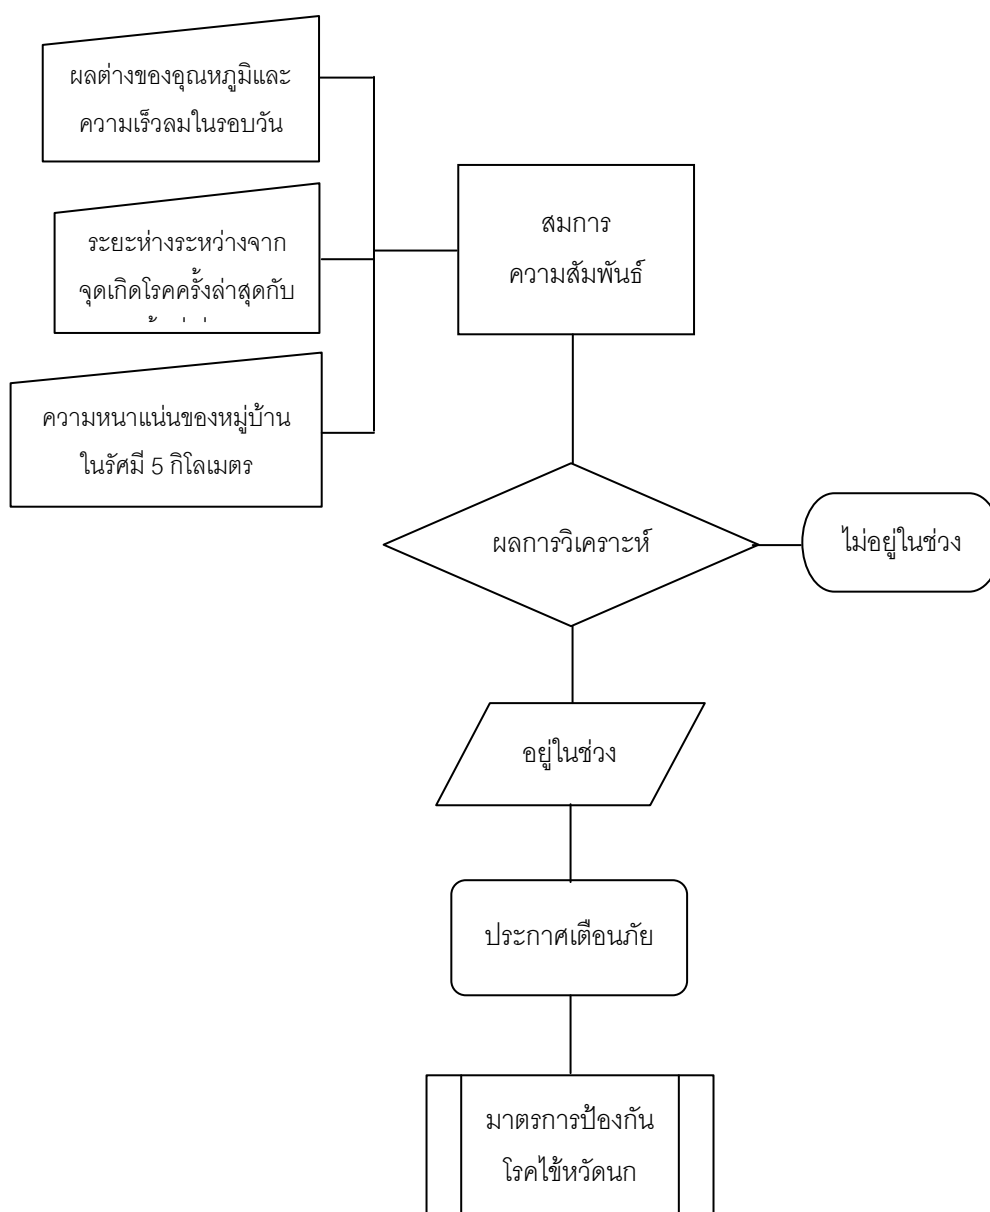 ผลต่างของอุณหภูมิและ
ความเร็วลมในรอบวัน
ระยะห่างระหว่างจาก
จุดเกิดโรคครั้งล่าสุดกับ
ความหนาแน่นของหมู่บ้าน
ในรัศมี 5 กิโลเมตร
สมการ
ความสัมพันธ์
ผลการวิเคราะห์
ไม่อยู่ในช่วง
อยู่ในช่วง
ประกาศเตือนภัย
มาตรการป้องกัน
โรคไข้หวัดนก